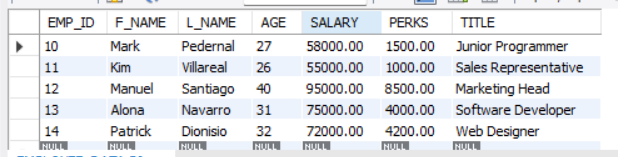 EMP_ID F_NAME L_NAME AGE SALARY PERKS TITLE
10 Mark Pedernal 27 58000.00 1500.00 Junior Programmer
11 Kim Villareal 26 55000.00 1000.00 Sales Representative
12 Manuel Santiago 40 95000.00 8500.00 Marketing Head
13 Alona Navarro 31 75000.00 4000.00 Software Developer
14 Patrick Dionisio 32 72000.00 4200.00 Web Designer
NULL NULL NULL NULL NULL NULL NULL